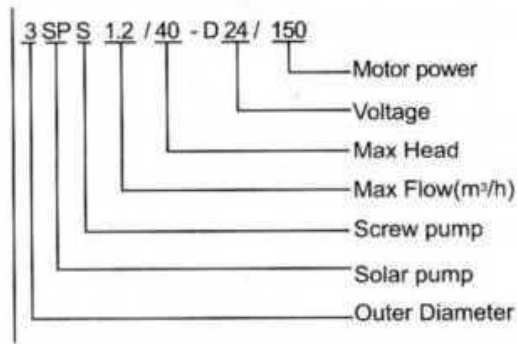 3 SP S 1.2 / 40 - D 24 / 150
Motor power
Voltage
Max Head
Max Flow(m³/h)
Screw pump
Solar pump
Outer Diameter